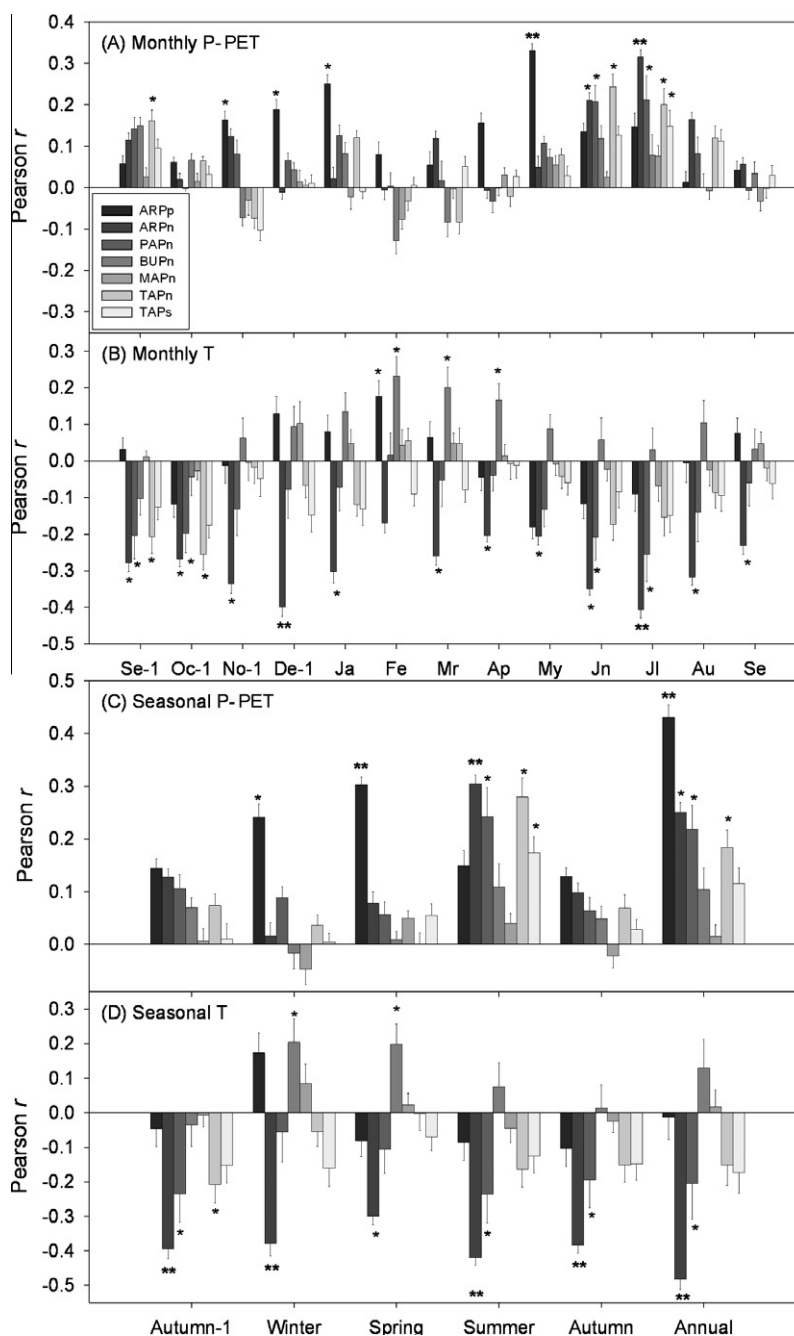 (A) Monthly P-PET
Pearson r
0.4
0.3
0.2
0.1
0.0
-0.1
-0.2
-0.3
** ** * * * * * * * * * * *
ARPp
ARPn
PAPn
BUPn
MAPn
TAPn
TAPs
(B) Monthly T
Pearson r
0.3
0.2
0.1
0.0
-0.1
-0.2
-0.3
-0.4
-0.5
* * * *
* * * * * * * ** * * * * * * ** * * *
Se-1 Oc-1 No-1 De-1 Ja Fe Mr Ap My Jn Jl Au Se
(C) Seasonal P-PET
Pearson r
0.5
0.4
0.3
0.2
0.1
0.0
* ** ** * * * ** * * *
(D) Seasonal T
Pearson r
0.2
0.1
0.0
-0.1
-0.2
-0.3
-0.4
-0.5
* *
** * * ** * ** * ** * ** *
Autumn-1 Winter Spring Summer Autumn Annual